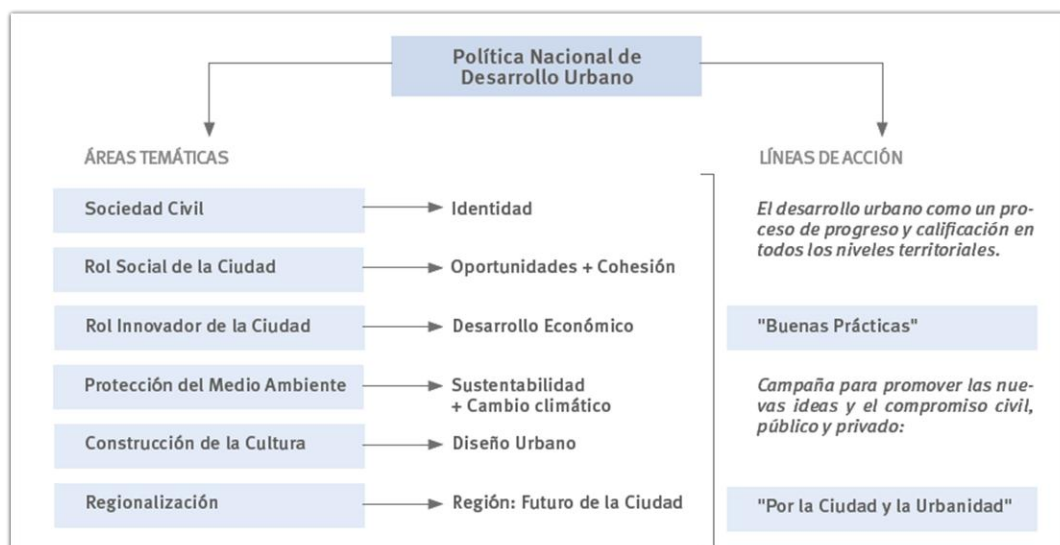 Política Nacional de
Desarrollo Urbano
ÁREAS TEMÁTICAS
Sociedad Civil
Identidad
Rol Social de la Ciudad
Oportunidades + Cohesión
Rol Innovador de la Ciudad
Desarrollo Económico
Protección del Medio Ambiente
Sustentabilidad
+ Cambio climático
Construcción de la Cultura
Diseño Urbano
Regionalización
Región: Futuro de la Ciudad
LÍNEAS DE ACCIÓN
El desarrollo urbano como un pro-
ceso de progreso y calificación en
todos los niveles territoriales.
"Buenas Prácticas"
Campaña para promover las nue-
vas ideas y el compromiso civil,
público y privado:
"Por la Ciudad y la Urbanidad"